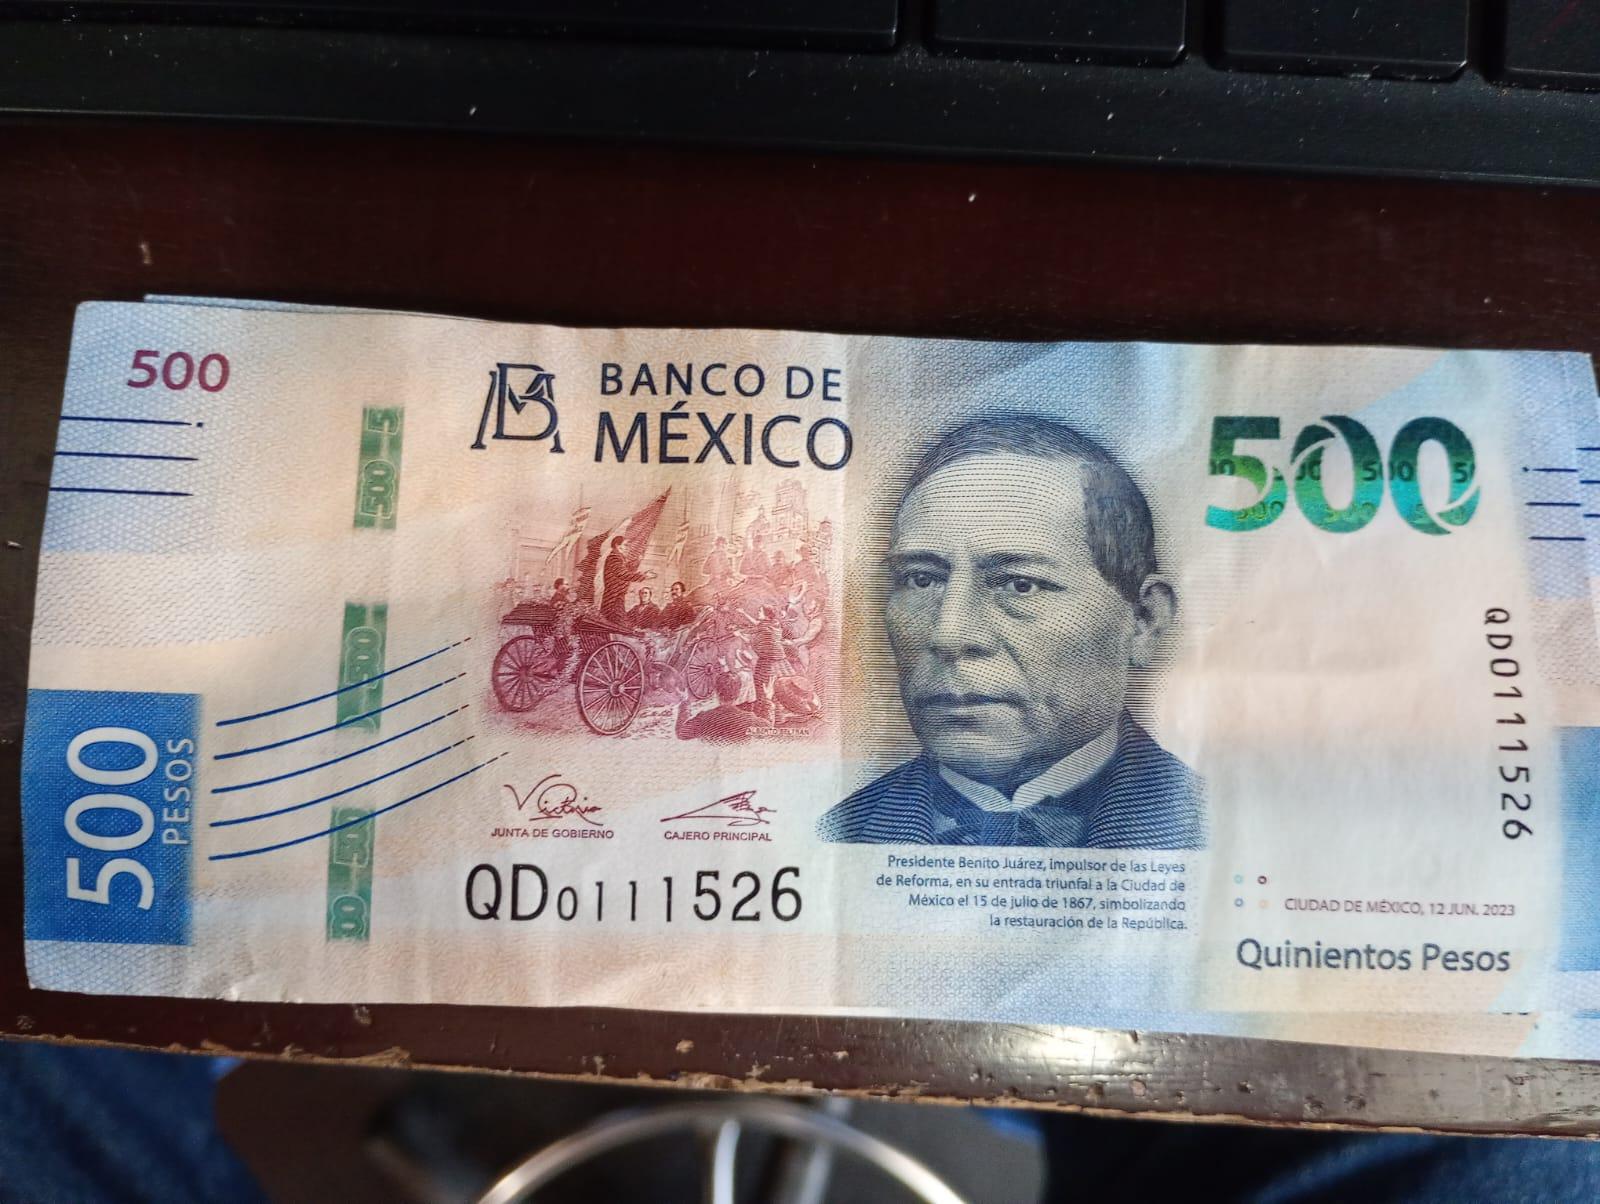 500
BANCO DE
MÉXICO
500
500 PESOS
ALBERTO BELTRÁN
JUNTA DE GOBIERNO
CAJERO PRINCIPAL
QD0111526
Presidente Benito Juárez, impulsor de las Leyes
de Reforma, en su entrada triunfal a la Ciudad de
México el 15 de julio de 1867, simbolizando
la restauración de la República.
QD0111526
CIUDAD DE MÉXICO, 12 JUN. 2023
Quinientos Pesos